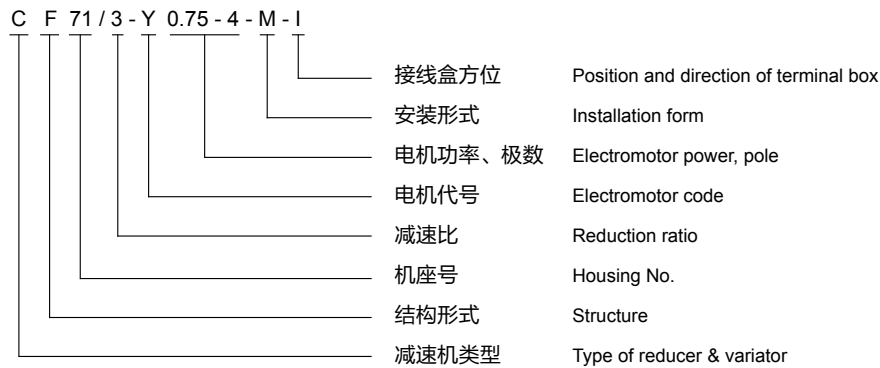 C F 71 / 3 - Y 0.75 - 4 - M - I
接线盒方位 Position and direction of terminal box
安装形式 Installation form
电机功率、极数 Electromotor power, pole
电机代号 Electromotor code
减速比 Reduction ratio
机座号 Housing No.
结构形式 Structure
减速机类型 Type of reducer & variator